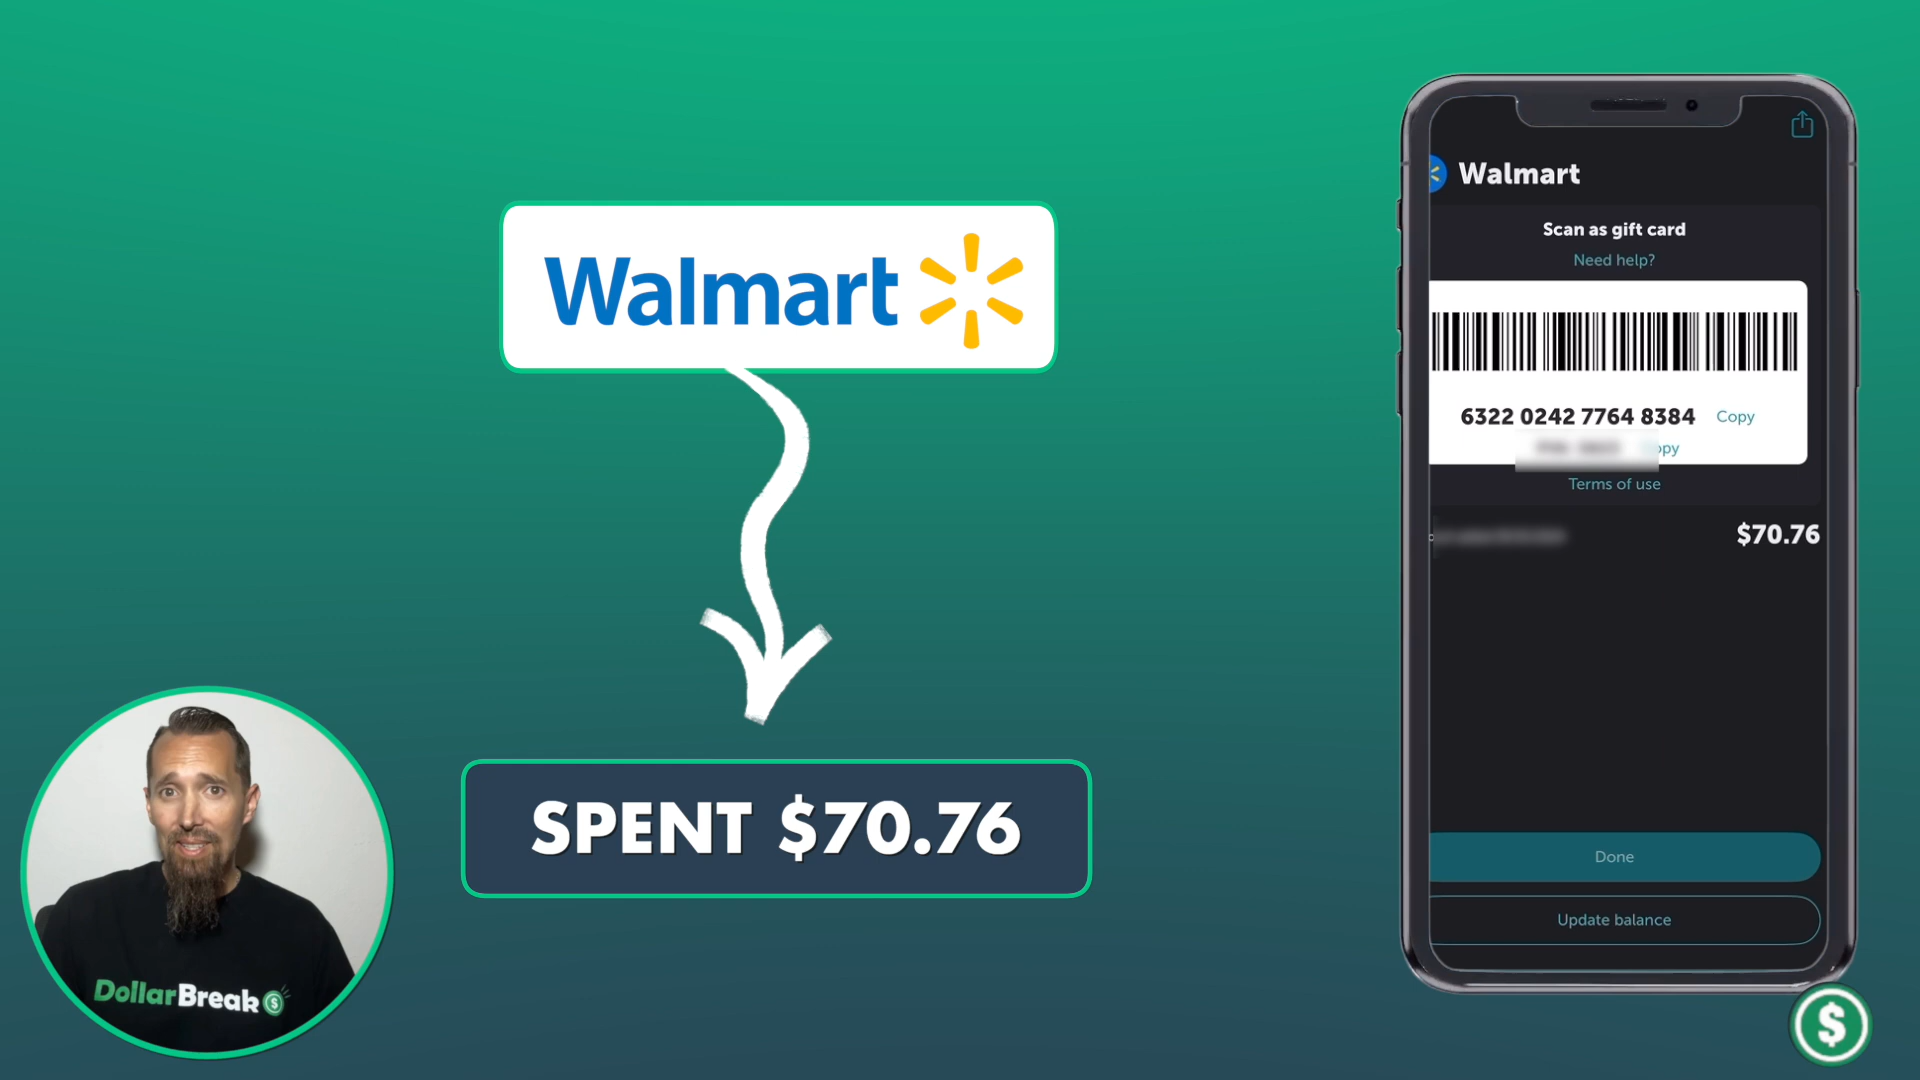 Walmart
SPENT $70.76
DollarBreak
$
Walmart
Scan as gift card
Need help?
6322 0242 7764 8384 Copy
Terms of use
$70.76
Done
Update balance
$